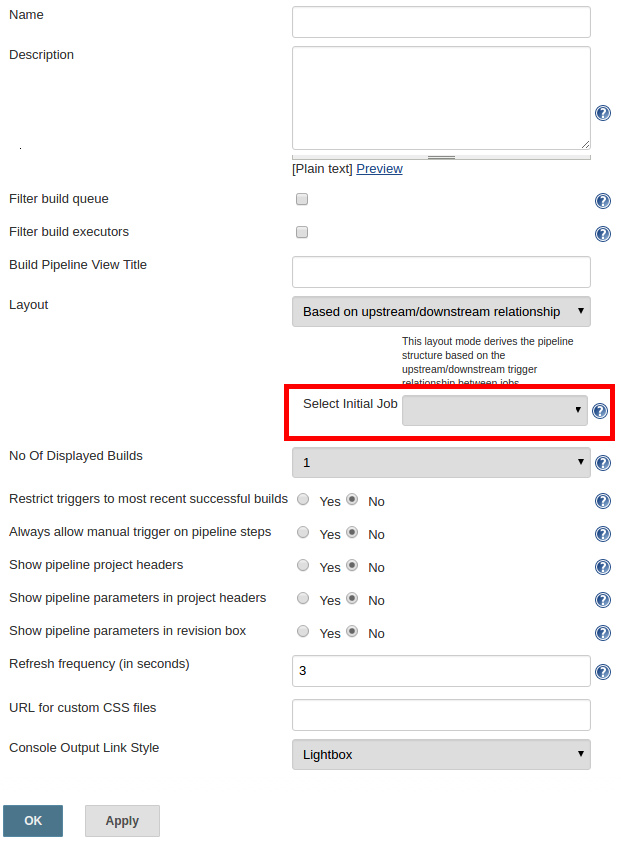 Name
Description
[Plain text] Preview
Filter build queue
Filter build executors
Build Pipeline View Title
Layout
Based on upstream/downstream relationship
This layout mode derives the pipeline
structure based on the
upstream/downstream trigger
relationship between jobs
Select Initial Job
No Of Displayed Builds
1
Restrict triggers to most recent successful builds Yes No
Always allow manual trigger on pipeline steps Yes No
Show pipeline project headers Yes No
Show pipeline parameters in project headers Yes No
Show pipeline parameters in revision box Yes No
Refresh frequency (in seconds)
3
URL for custom CSS files
Console Output Link Style
Lightbox
OK Apply